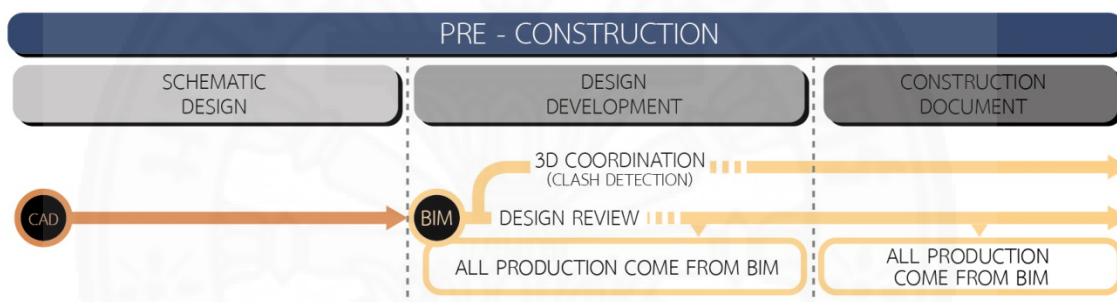 PRE - CONSTRUCTION
SCHEMATIC
DESIGN
DESIGN
DEVELOPMENT
CONSTRUCTION
DOCUMENT
3D COORDINATION
(CLASH DETECTION)
CAD
BIM
DESIGN REVIEW
ALL PRODUCTION COME FROM BIM
ALL PRODUCTION
COME FROM BIM